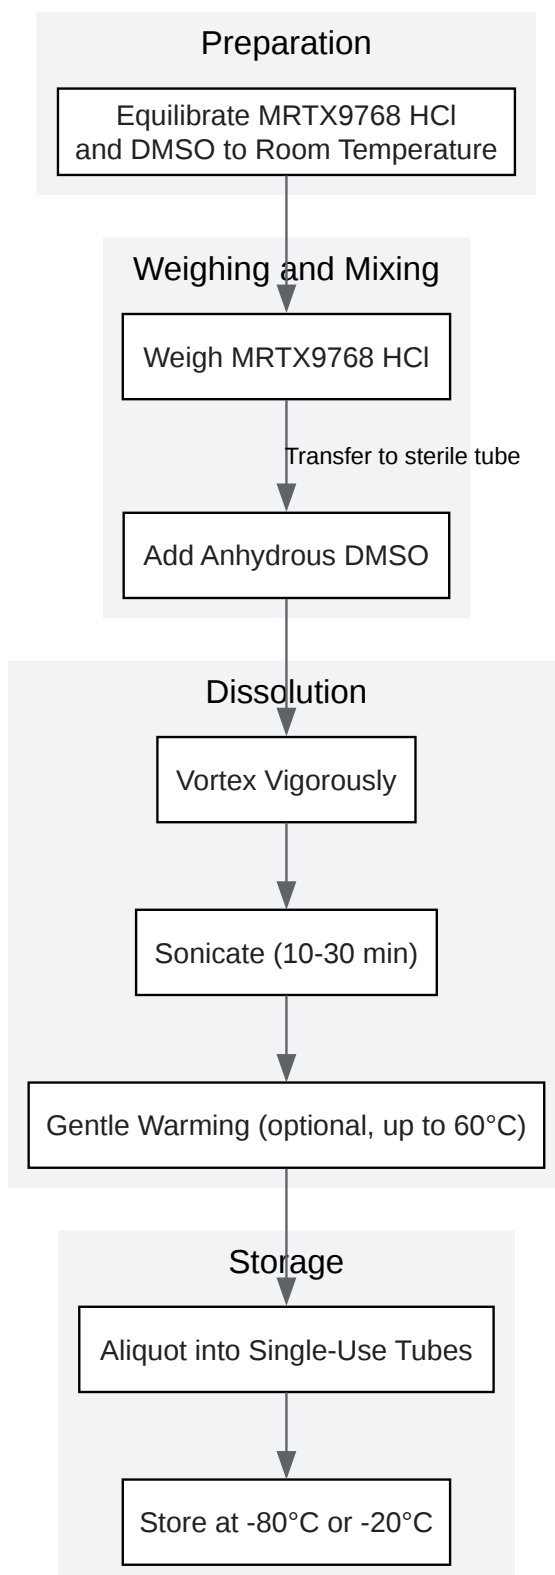 Preparation
Equilibrate MRTX9768 HCl
and DMSO to Room Temperature
Weighing and Mixing
Weigh MRTX9768 HCl
Transfer to sterile tube
Add Anhydrous DMSO
Dissolution
Vortex Vigorously
Sonicate (10-30 min)
Gentle Warming (optional, up to 60°C)
Storage
Aliquot into Single-Use Tubes
Store at -80°C or -20°C